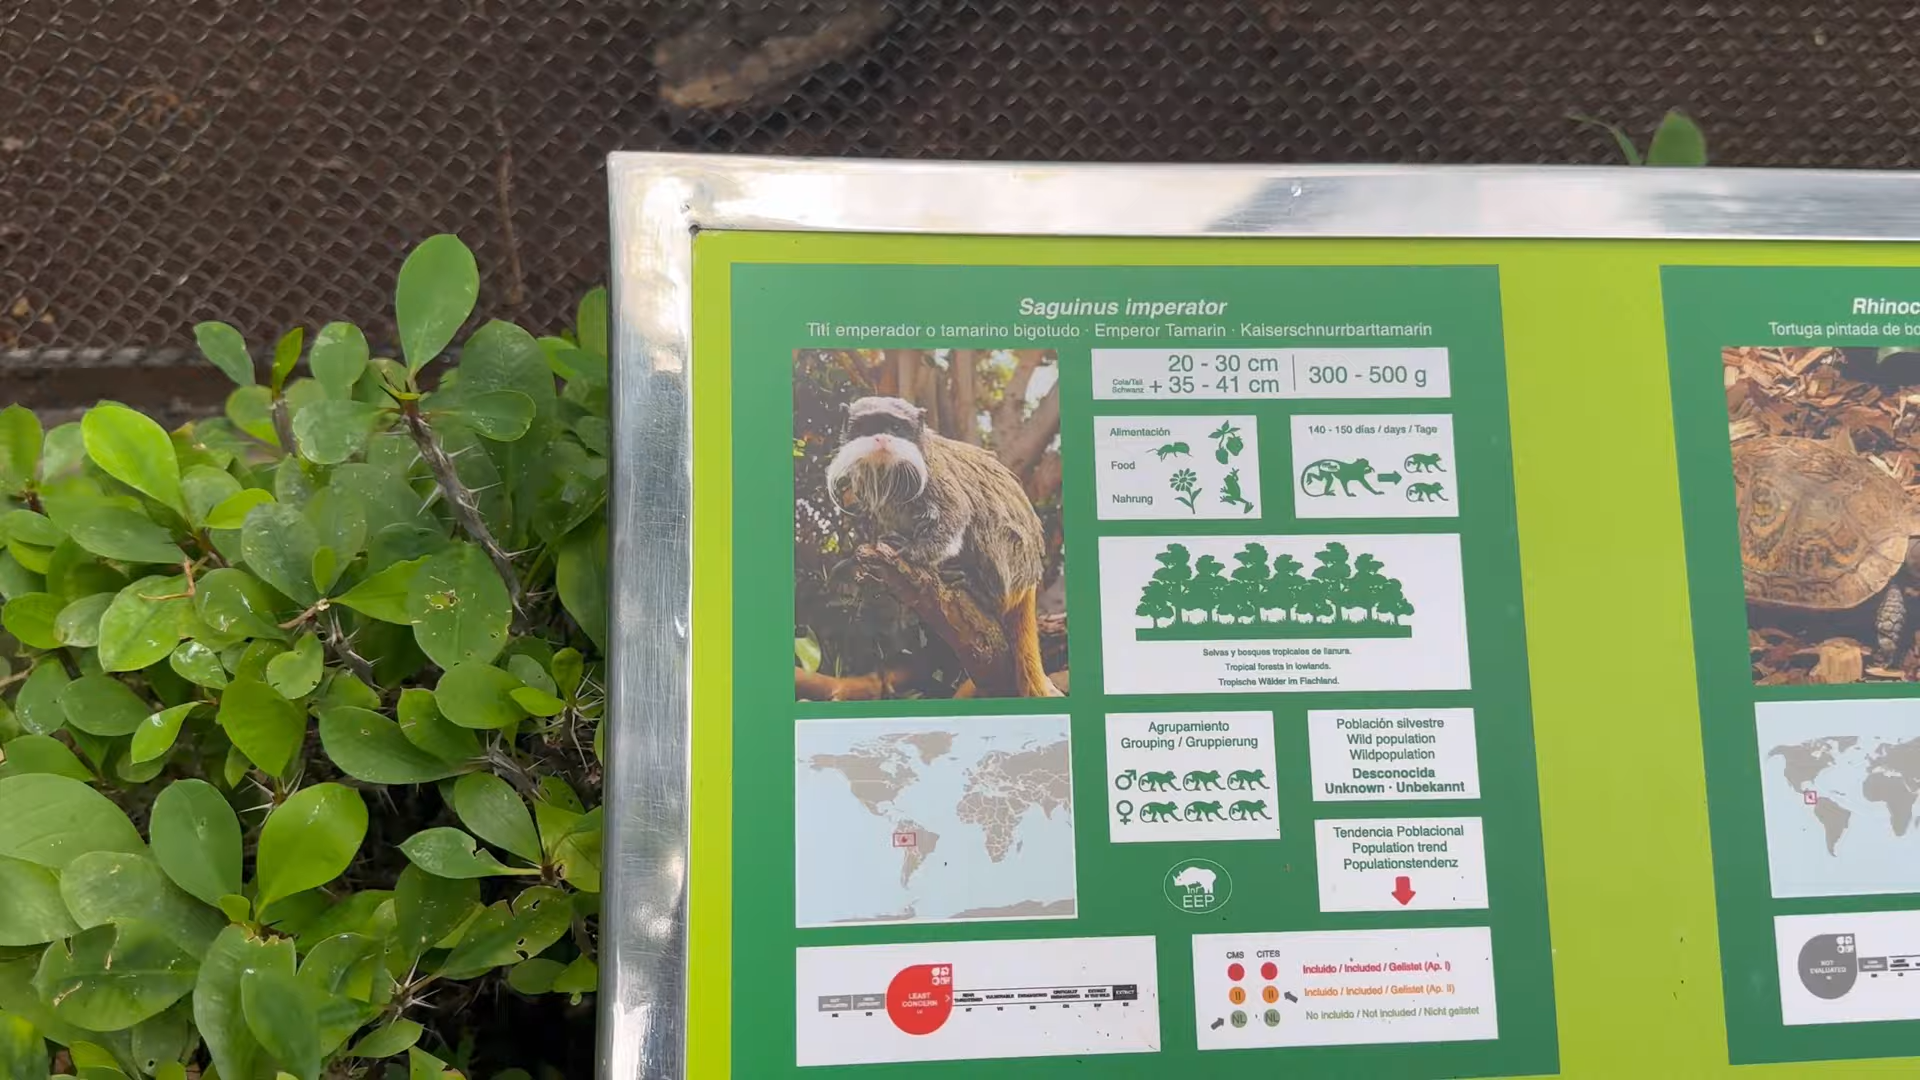 Saguinus imperator
Tití emperador o tamarino bigotudo · Emperor Tamarin · Kaiserschnurrbarttamarin
20 - 30 cm
Cola/Tail
Schwanz + 35 - 41 cm
300 - 500 g
Alimentación
Food
Nahrung
140 - 150 días / days / Tage
Selvas y bosques tropicales de llanura.
Tropical forests in lowlands.
Tropische Wälder im Flachland.
Agrupamiento
Grouping / Gruppierung
Población silvestre
Wild population
Wildpopulation
Desconocida
Unknown · Unbekannt
Tendencia Poblacional
Population trend
Populationstendenz
EEP
LEAST
CONCERN
CMS CITES
Incluido / Included / Gelistet (Ap. I)
II II Incluido / Included / Gelistet (Ap. II)
NL NL No incluido / Not included / Nicht gelistet
Rhinoc
Tortuga pintada de bo
NOT
EVALUATED